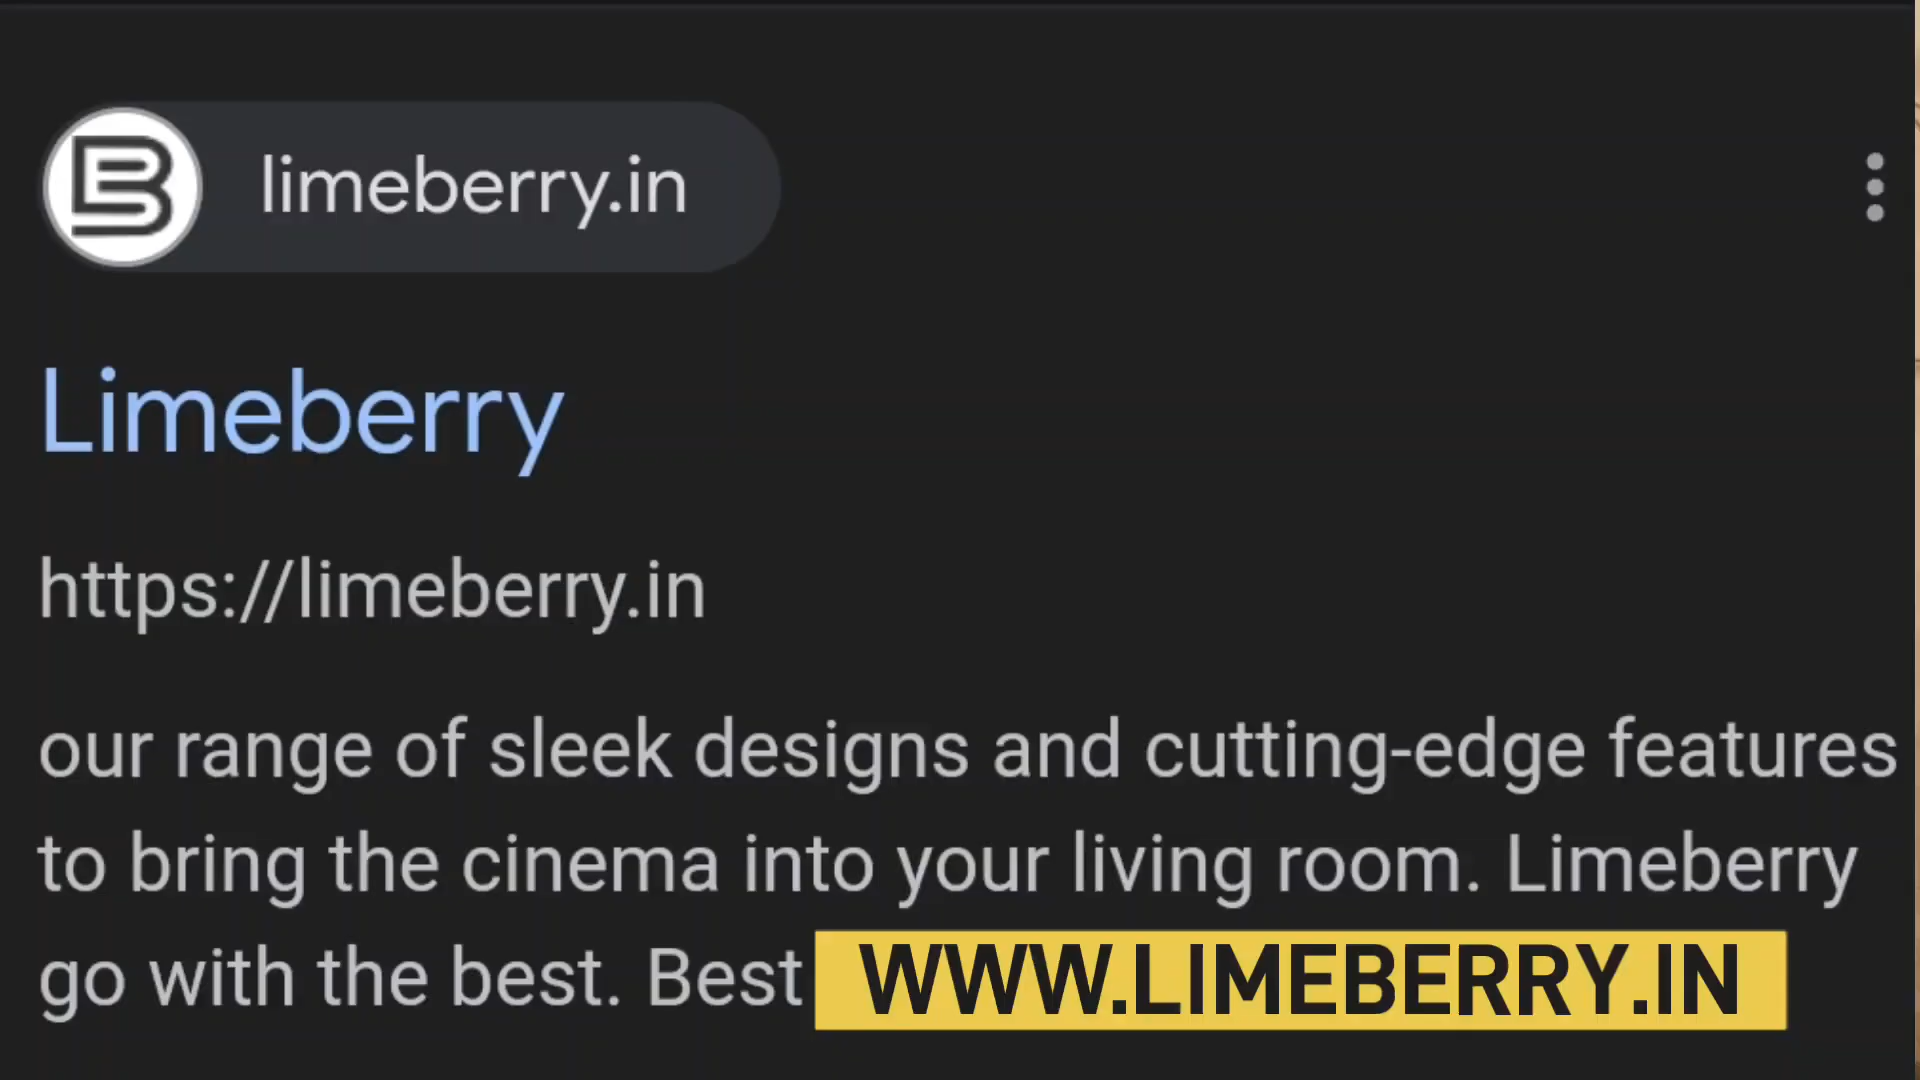 limeberry.in
Limeberry
https://limeberry.in
our range of sleek designs and cutting-edge features
to bring the cinema into your living room. Limeberry
go with the best. Best
WWW.LIMEBERRY.IN